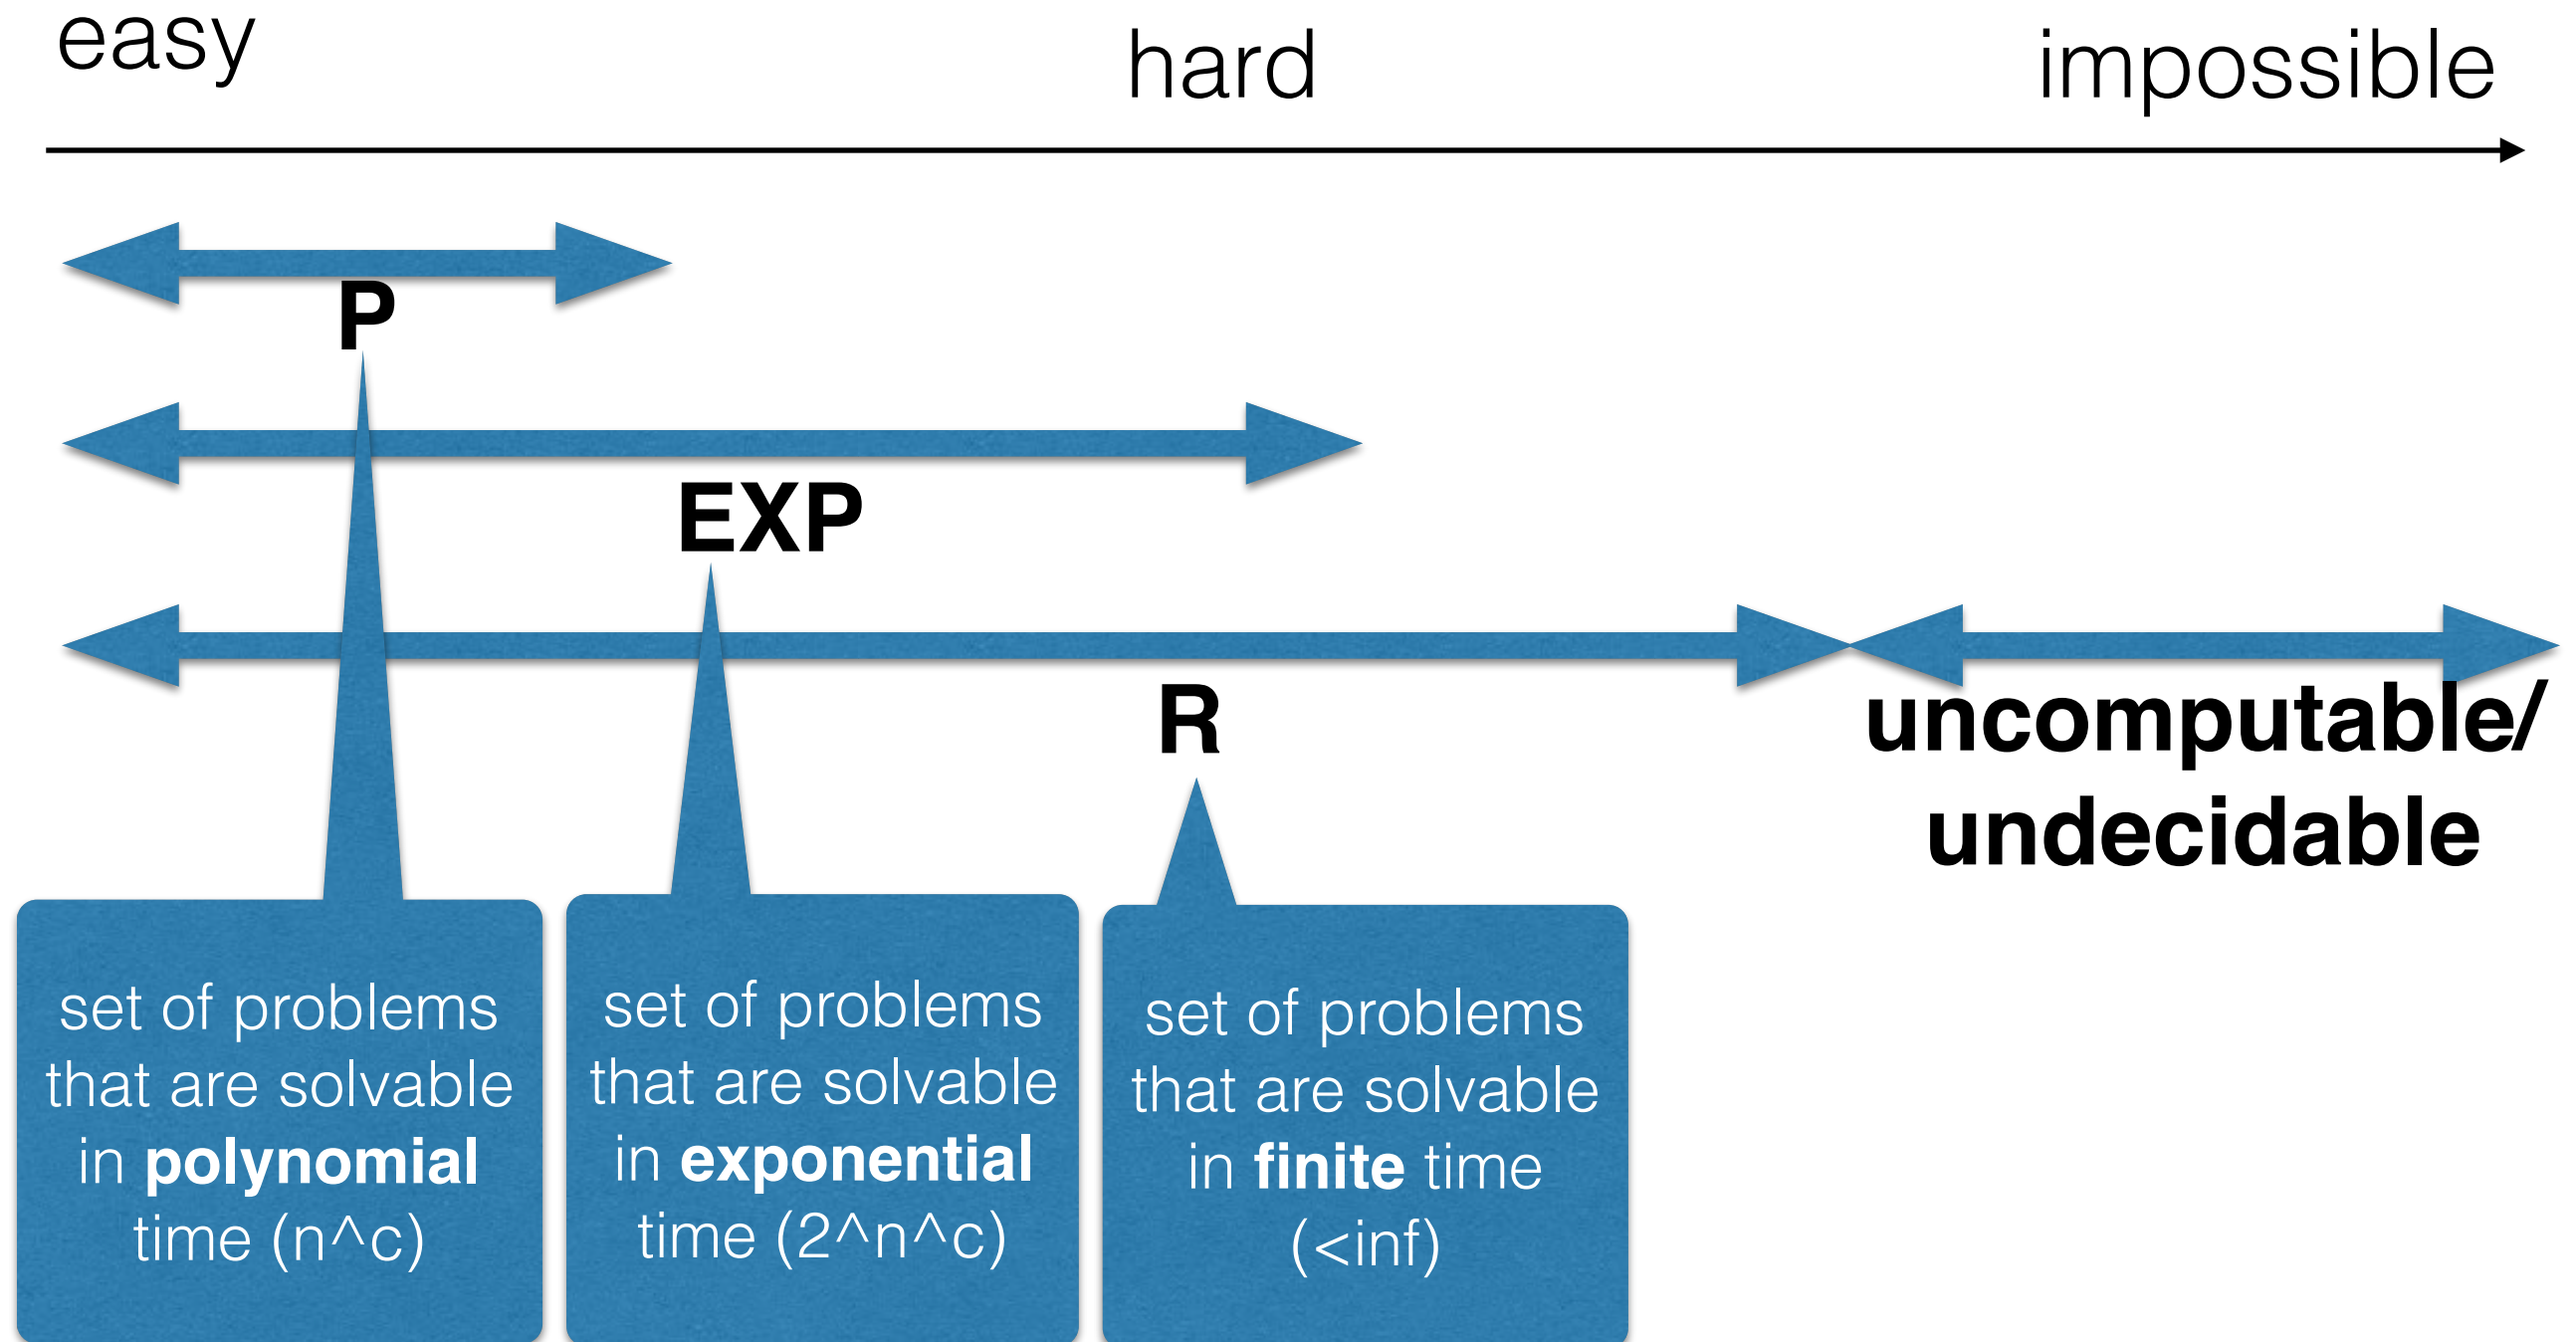 easy
hard
impossible
P
EXP
R
uncomputable/
undecidable
set of problems
that are solvable
in polynomial
time (n^c)
set of problems
that are solvable
in exponential
time (2^n^c)
set of problems
that are solvable
in finite time
(<inf)